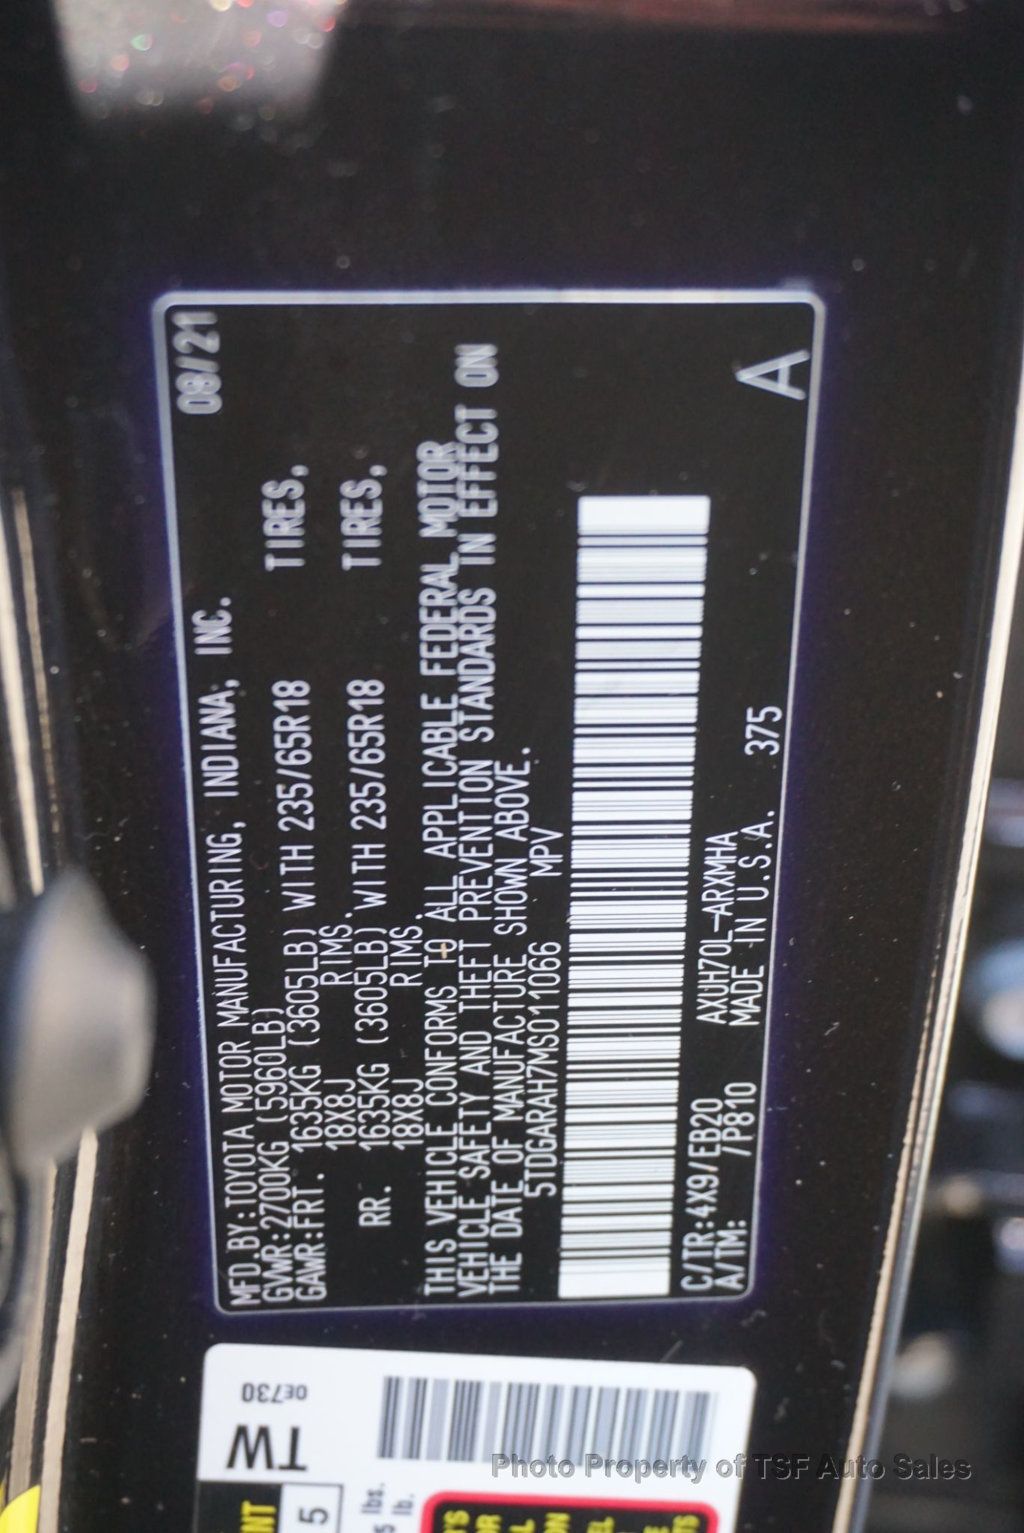 MFD.BY:TOYOTA MOTOR MANUFACTURING, INDIANA, INC. 08/21
GVWR:2700KG (5960LB)
GAWR:FRT. 1635KG (3605LB) WITH 235/65R18 TIRES,
18X8J RIMS.
RR. 1635KG (3605LB) WITH 235/65R18 TIRES,
18X8J RIMS.
THIS VEHICLE CONFORMS TO ALL APPLICABLE FEDERAL MOTOR
VEHICLE SAFETY AND THEFT PREVENTION STANDARDS IN EFFECT ON
THE DATE OF MANUFACTURE SHOWN ABOVE.
5TDGARAH7MS011066 MPV
C/TR:4X9/EB20 AXUH70L-ARXMHA
A/TM: /P810 MADE IN U.S.A. 375
A
0E730
TW
5
lbs.
lb.
Photo Property of TSF Auto Sales